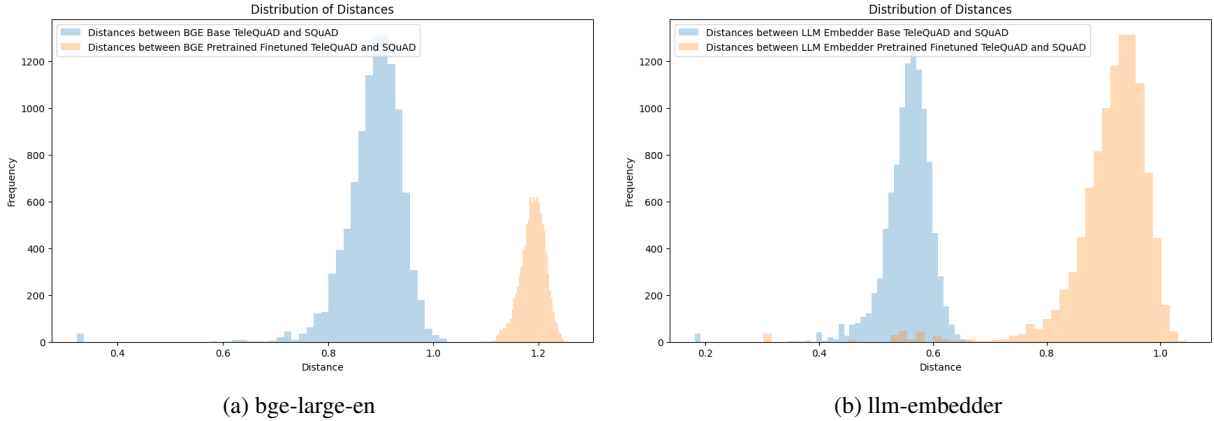 Distribution of Distances
Distances between BGE Base TeleQuAD and SQuAD
Distances between BGE Pretrained Finetuned TeleQuAD and SQuAD
1200
1000
800
600
400
200
0
Frequency
0.4 0.6 0.8 1.0 1.2
Distance
(a) bge-large-en
Distribution of Distances
Distances between LLM Embedder Base TeleQuAD and SQuAD
Distances between LLM Embedder Pretrained Finetuned TeleQuAD and SQuAD
1200
1000
800
600
400
200
0
Frequency
0.2 0.4 0.6 0.8 1.0
Distance
(b) llm-embedder